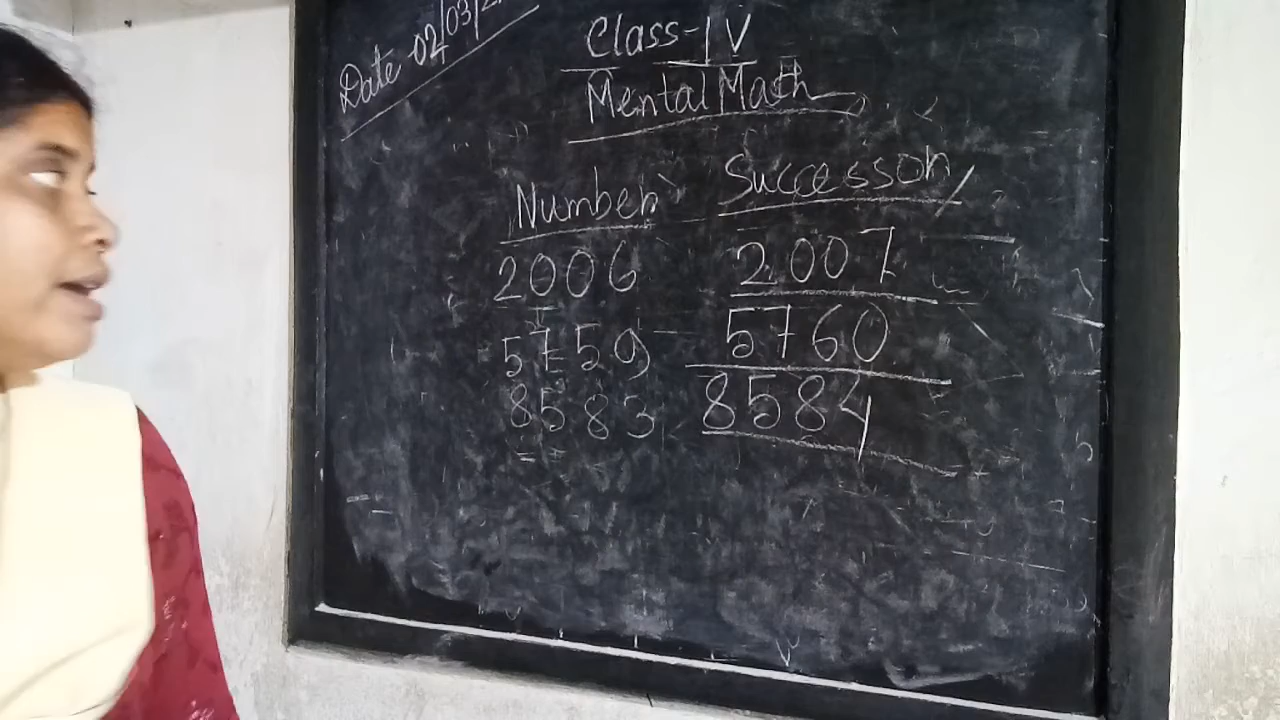 Date 02/03/2
Class-IV
Mental Math
Number Successor
2006 2007
5759 5760
8583 8584